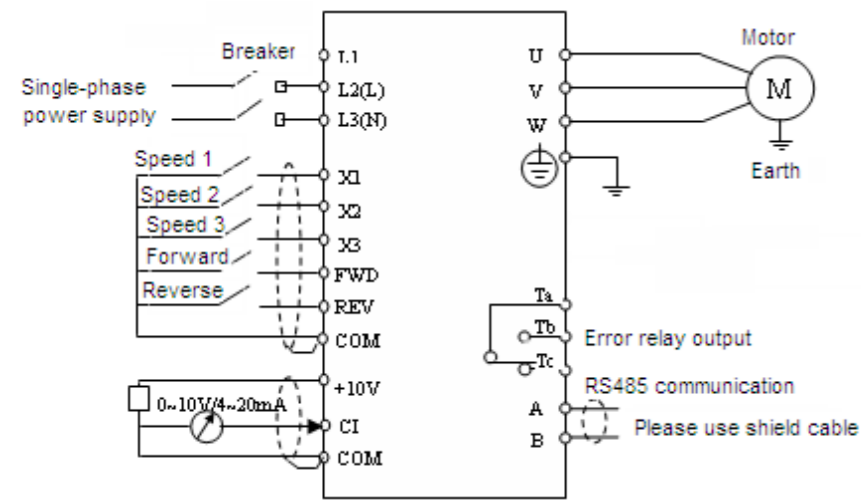 Breaker
Single-phase
power supply
L1
L2(L)
L3(N)
Speed 1
Speed 2
Speed 3
Forward
Reverse
X1
X2
X3
FWD
REV
COM
0~10V/4~20mA
+10V
CI
COM
U
V
W
Motor
M
Earth
Ta
Tb
Tc
Error relay output
RS485 communication
A
B
Please use shield cable